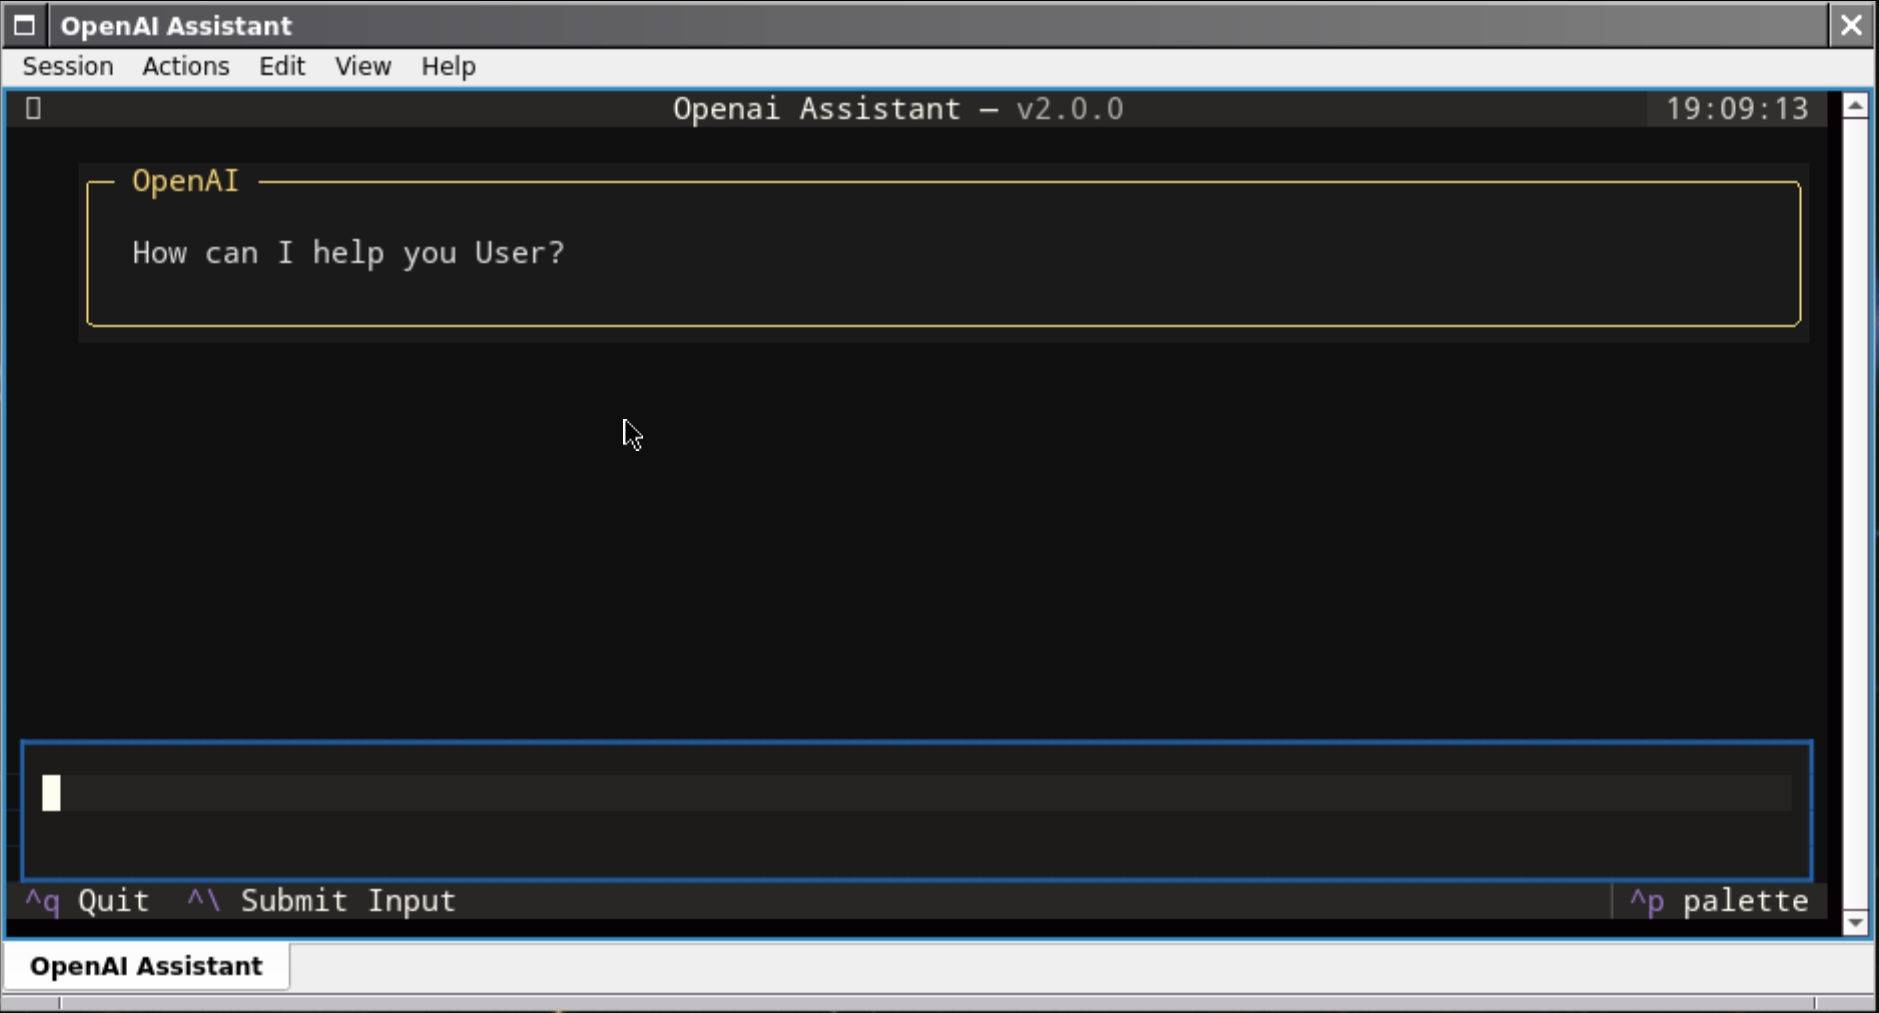 OpenAI Assistant
Session Actions Edit View Help
Openai Assistant — v2.0.0 19:09:13
OpenAI
How can I help you User?
^q Quit ^\ Submit Input ^p palette
OpenAI Assistant